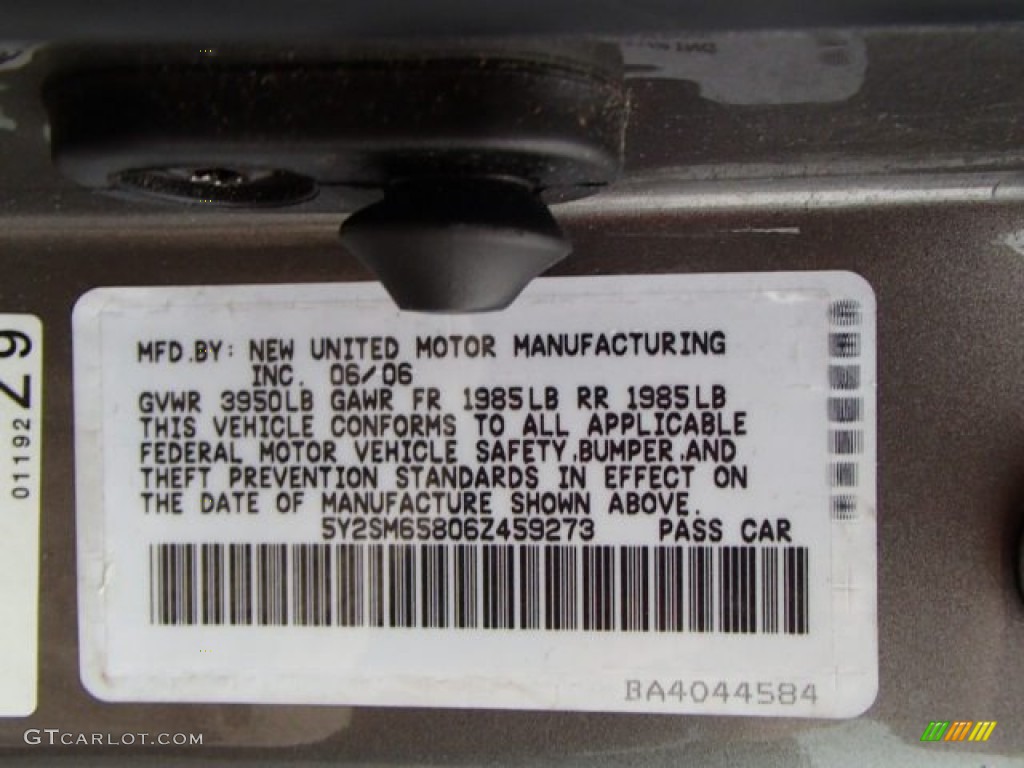 MFD.BY: NEW UNITED MOTOR MANUFACTURING
INC. 06/06
GVWR 3950LB GAWR FR 1985LB RR 1985LB
THIS VEHICLE CONFORMS TO ALL APPLICABLE
FEDERAL MOTOR VEHICLE SAFETY,BUMPER,AND
THEFT PREVENTION STANDARDS IN EFFECT ON
THE DATE OF MANUFACTURE SHOWN ABOVE.
5Y2SM65806Z459273 PASS CAR
BA4044584
01192
GTCARLOT.COM